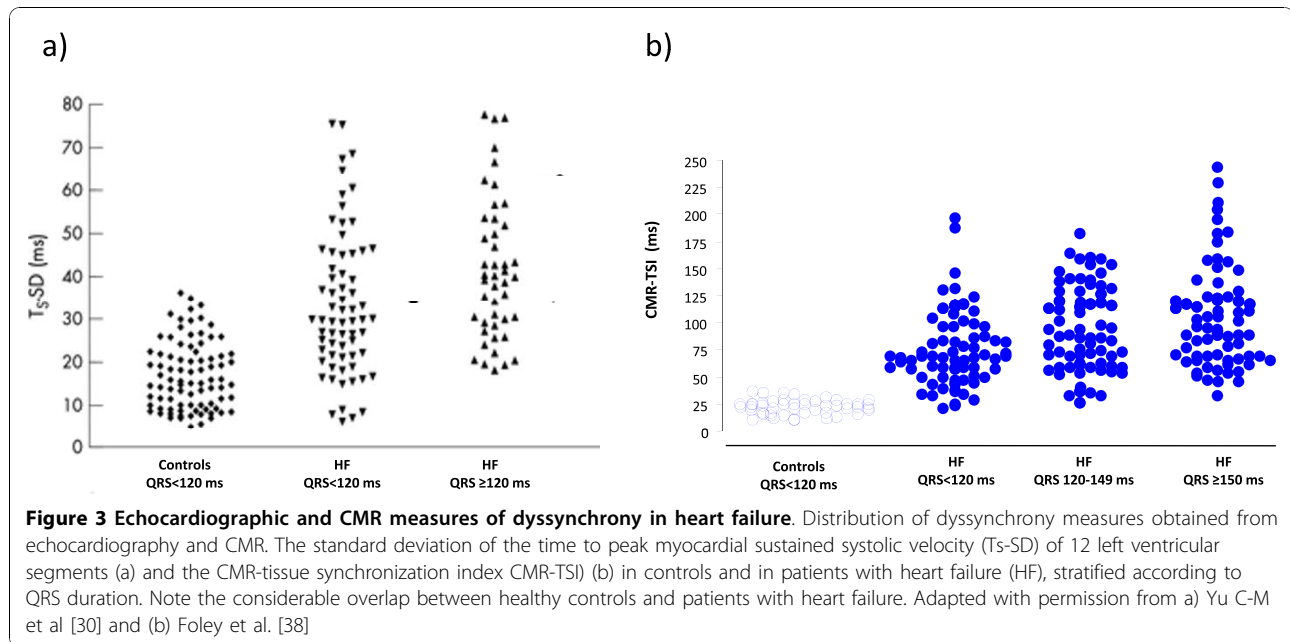 a)
80
70
60
50
40
30
20
10
0
Ts-SD (ms)
Controls
QRS<120 ms
HF
QRS<120 ms
HF
QRS ≥120 ms
b)
250
225
200
175
150
125
100
75
50
25
0
CMR-TSI (ms)
Controls
QRS<120 ms
HF
QRS<120 ms
HF
QRS 120-149 ms
HF
QRS ≥150 ms
Figure 3 Echocardiographic and CMR measures of dyssynchrony in heart failure. Distribution of dyssynchrony measures obtained from
echocardiography and CMR. The standard deviation of the time to peak myocardial sustained systolic velocity (Ts-SD) of 12 left ventricular
segments (a) and the CMR-tissue synchronization index CMR-TSI) (b) in controls and in patients with heart failure (HF), stratified according to
QRS duration. Note the considerable overlap between healthy controls and patients with heart failure. Adapted with permission from a) Yu C-M
et al [30] and (b) Foley et al. [38]